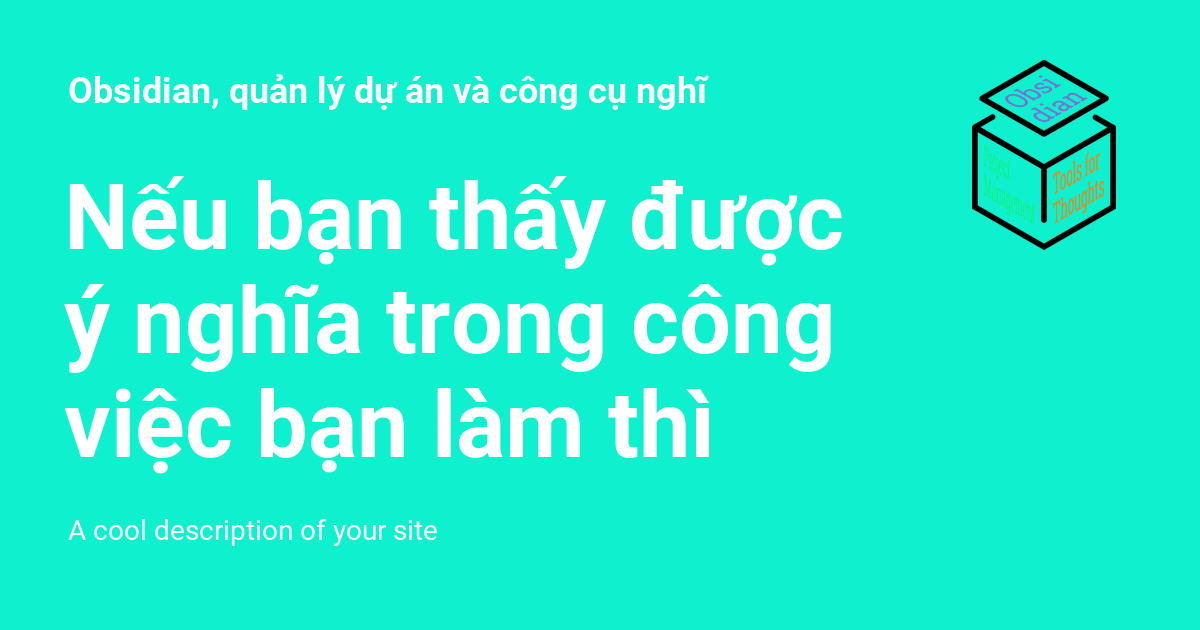 Obsidian, quản lý dự án và công cụ nghĩ
Obsi
dian
Project
Management
Tools for
Thoughts
Nếu bạn thấy được
ý nghĩa trong công
việc bạn làm thì
A cool description of your site